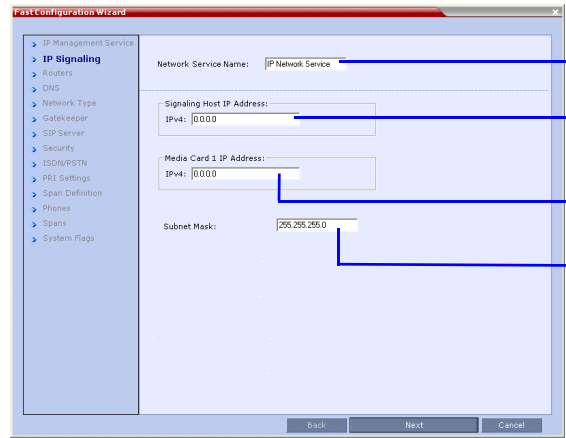 Fast Configuration Wizard
IP Management Service
IP Signaling
Routers
DNS
Network Type
Gatekeeper
SIP Server
Security
ISDN/PSTN
PRI Settings
Span Definition
Phones
Spans
System Flags
Network Service Name: IP Network Service
Signaling Host IP Address:
IPv4: 0.0.0.0
Media Card 1 IP Address:
IPv4: 0.0.0.0
Subnet Mask: 255.255.255.0
Back Next Cancel